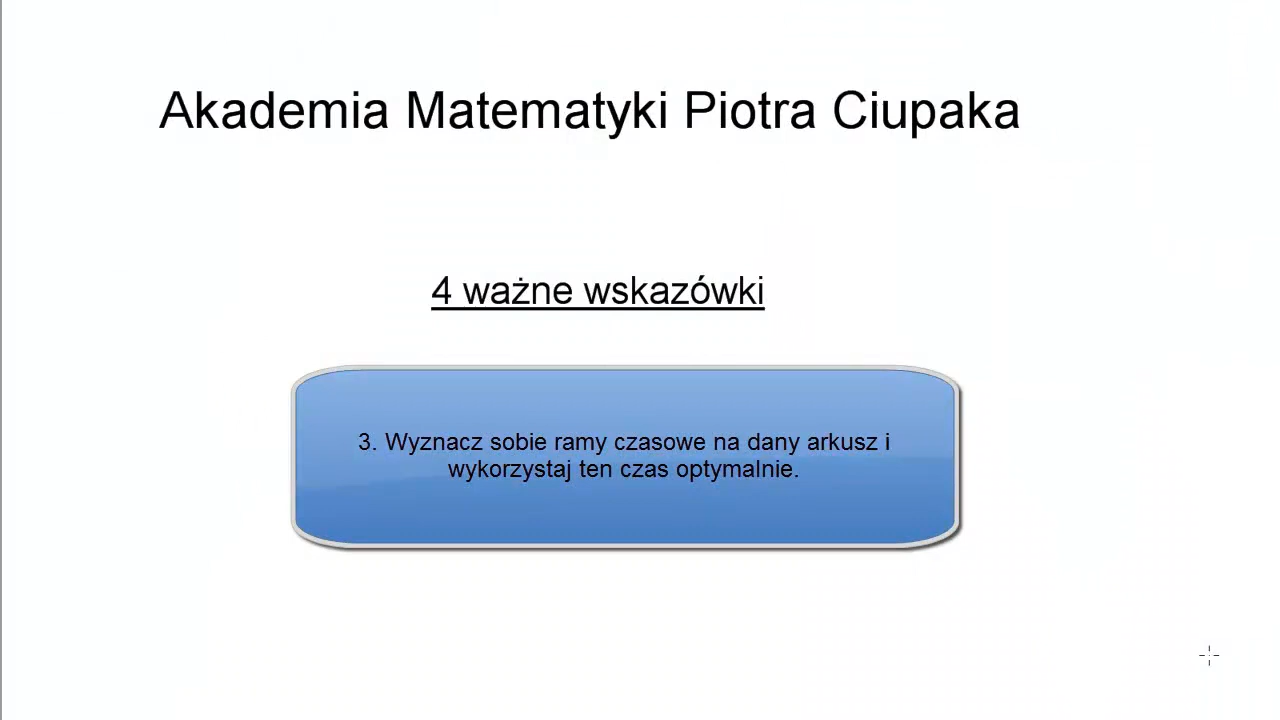 Akademia Matematyki Piotra Ciupaka
4 ważne wskazówki
3. Wyznacz sobie ramy czasowe na dany arkusz i
wykorzystaj ten czas optymalnie.